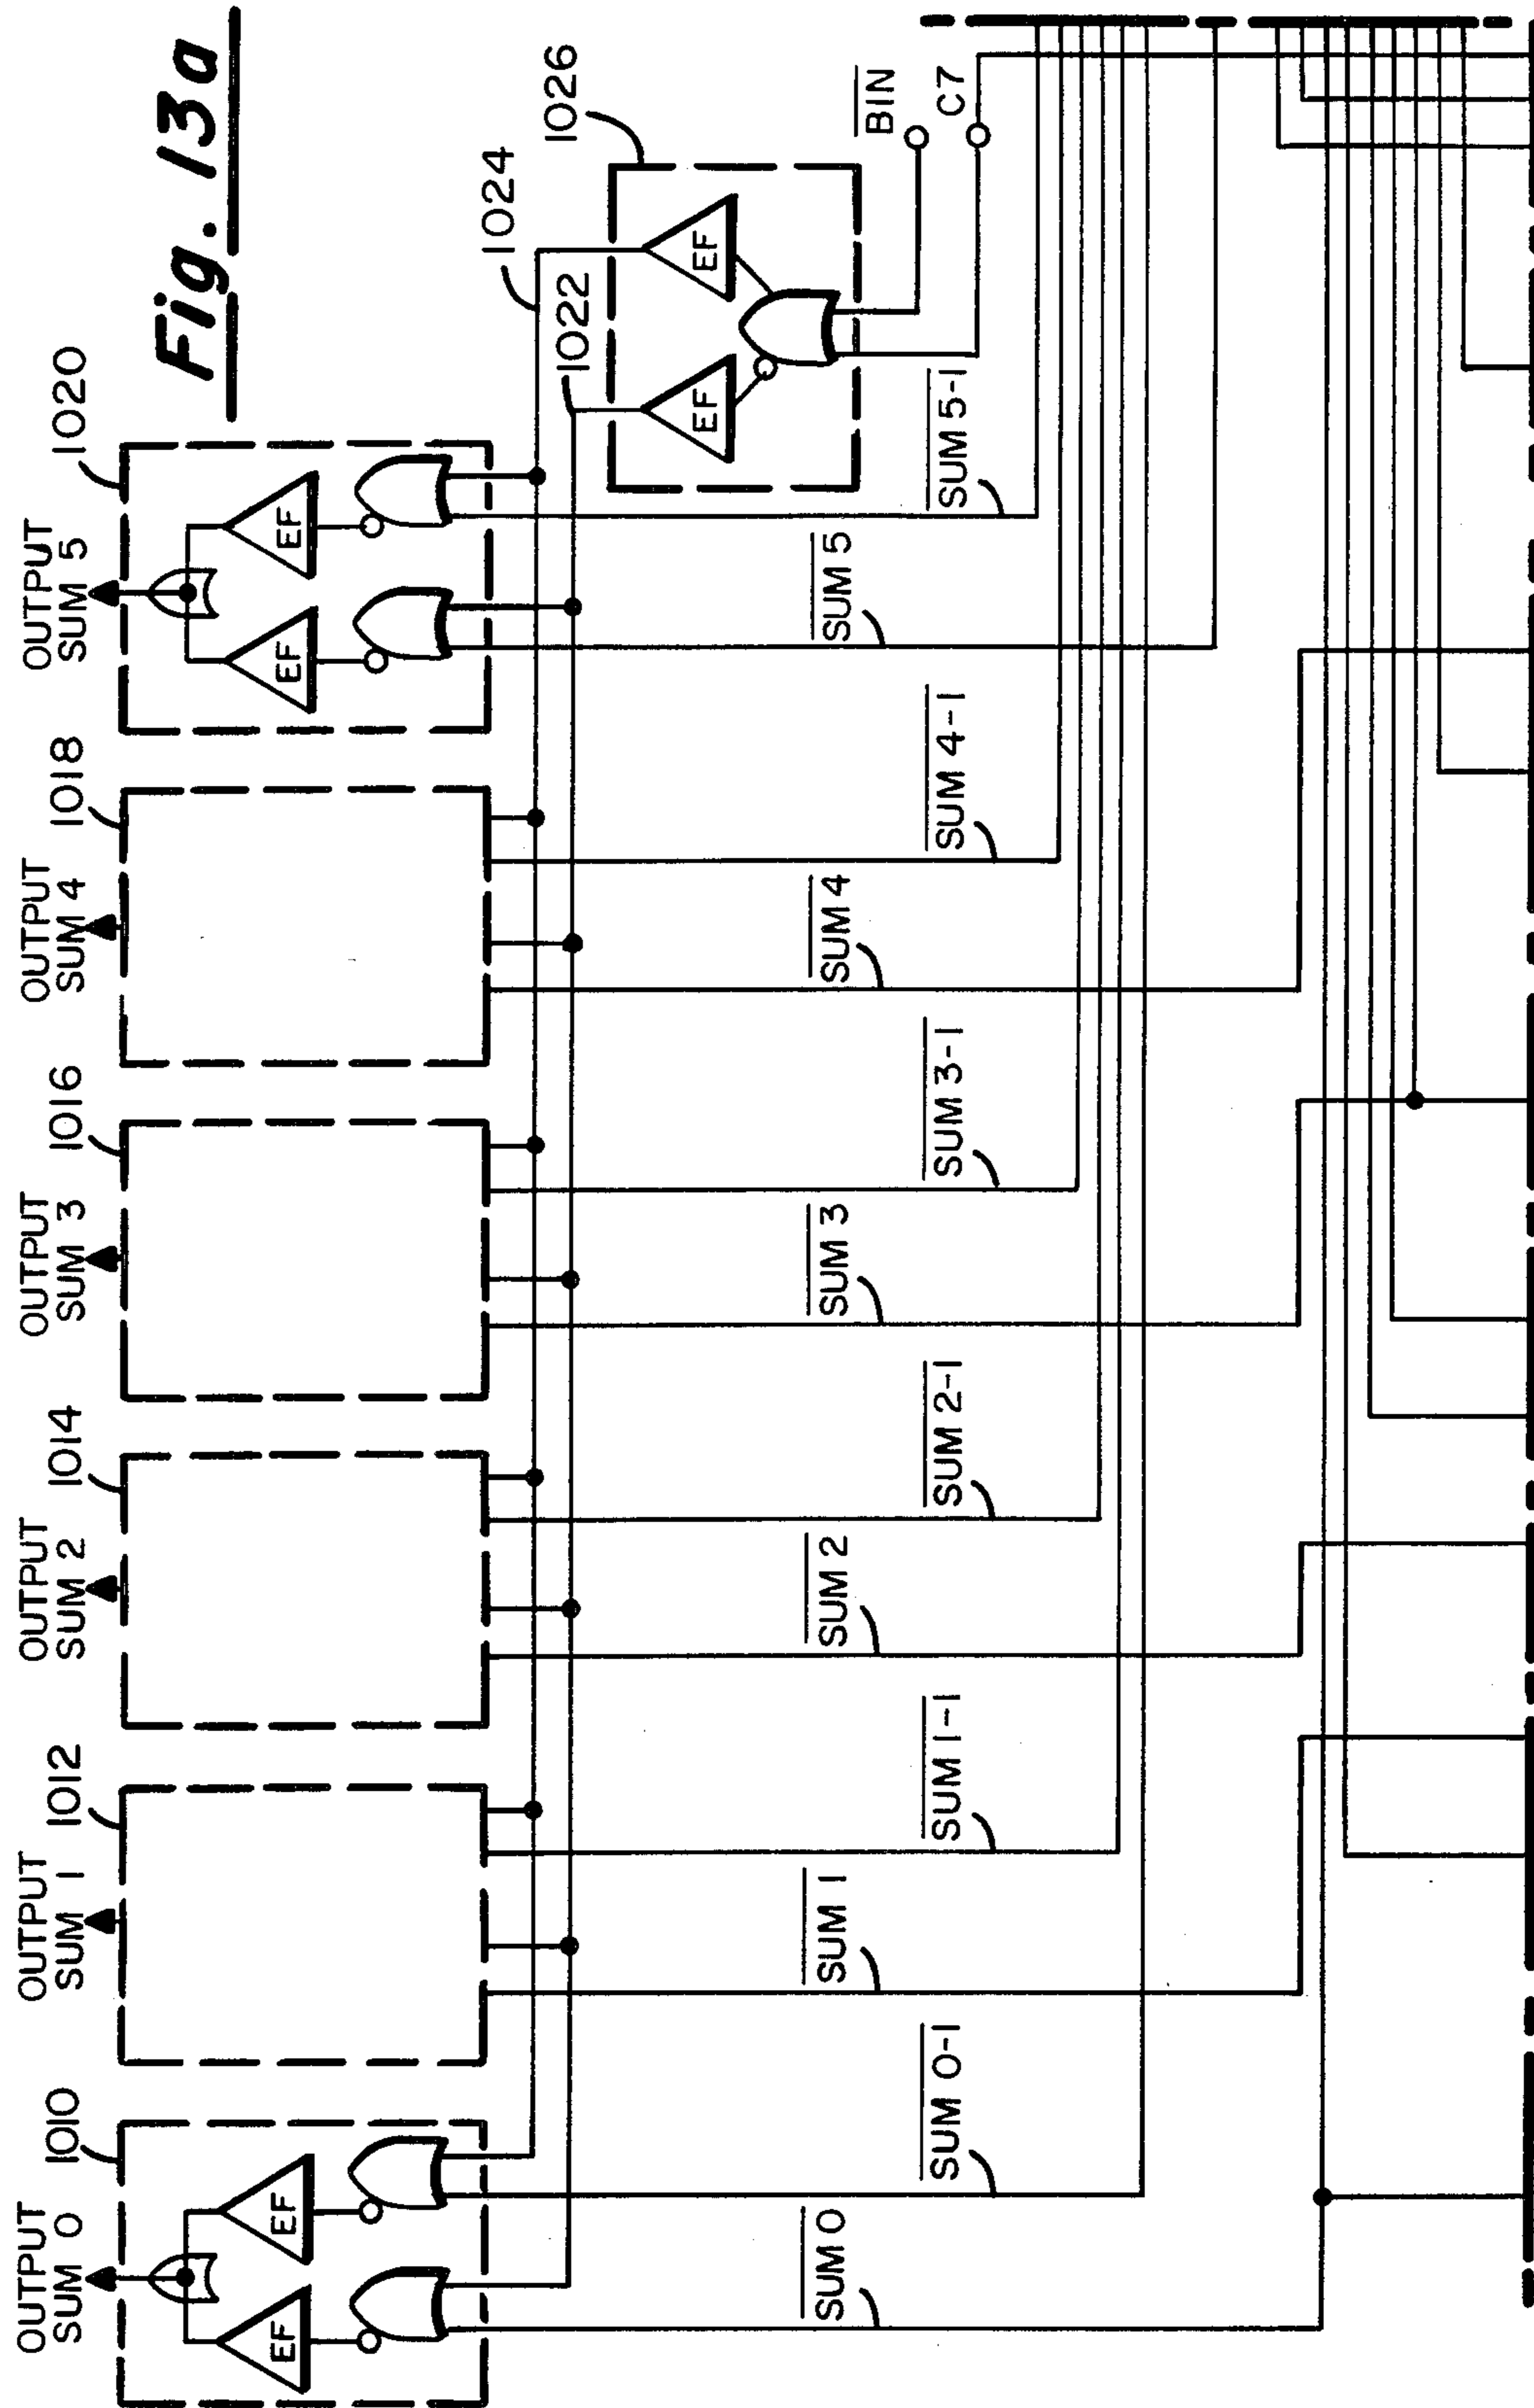 Fig. 13a
OUTPUT
SUM 0
1010
OUTPUT
SUM 1
1012
OUTPUT
SUM 2
1014
OUTPUT
SUM 3
1016
OUTPUT
SUM 4
1018
OUTPUT
SUM 5
1020
EF
EF
EF
EF
1022
1024
1026
EF
EF
BIN
C7
SUM 0
SUM 0-1
SUM 1
SUM 1-1
SUM 2
SUM 2-1
SUM 3
SUM 3-1
SUM 4
SUM 4-1
SUM 5
SUM 5-1